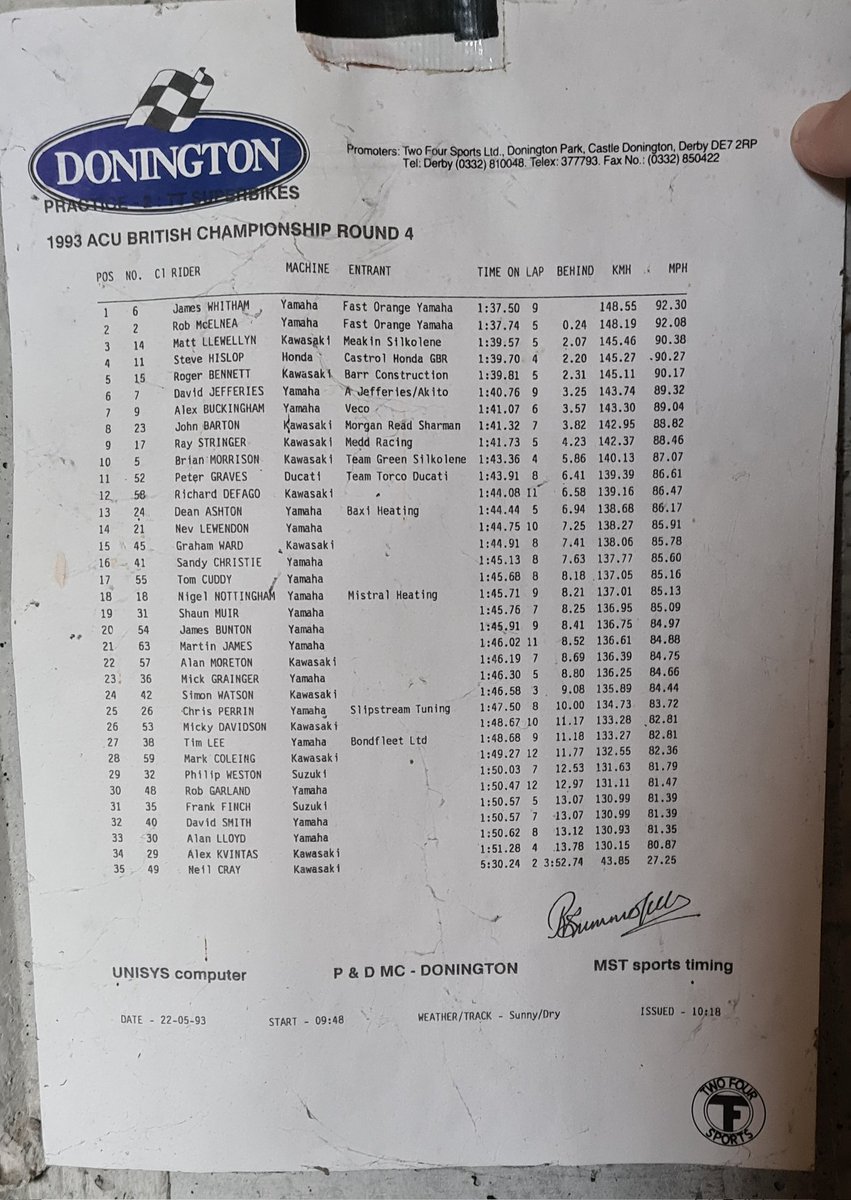 DONINGTON
Promoters: Two Four Sports Ltd., Donington Park, Castle Donington, Derby DE7 2RP
Tel: Derby (0332) 810048. Telex: 377793. Fax No.: (0332) 850422
PRACTICE - 2 : TT SUPERBIKES
1993 ACU BRITISH CHAMPIONSHIP ROUND 4
POS NO. Cl RIDER MACHINE ENTRANT TIME ON LAP BEHIND KMH MPH
1 6 James WHITHAM Yamaha Fast Orange Yamaha 1:37.50 9 148.55 92.30
2 2 Rob McELNEA Yamaha Fast Orange Yamaha 1:37.74 5 0.24 148.19 92.08
3 14 Matt LLEWELLYN Kawasaki Meakin Silkolene 1:39.57 5 2.07 145.46 90.38
4 11 Steve HISLOP Honda Castrol Honda GBR 1:39.70 4 2.20 145.27 90.27
5 15 Roger BENNETT Kawasaki Barr Construction 1:39.81 5 2.31 145.11 90.17
6 7 David JEFFERIES Yamaha A Jefferies/Akito 1:40.76 9 3.25 143.74 89.32
7 9 Alex BUCKINGHAM Yamaha Veco 1:41.07 6 3.57 143.30 89.04
8 23 John BARTON Kawasaki Morgan Read Sharman 1:41.32 7 3.82 142.95 88.82
9 17 Ray STRINGER Kawasaki Medd Racing 1:41.73 5 4.23 142.37 88.46
10 5 Brian MORRISON Kawasaki Team Green Silkolene 1:43.36 4 5.86 140.13 87.07
11 52 Peter GRAVES Ducati Team Torco Ducati 1:43.91 8 6.41 139.39 86.61
12 58 Richard DEFAGO Kawasaki 1:44.08 11 6.58 139.16 86.47
13 24 Dean ASHTON Yamaha Baxi Heating 1:44.44 5 6.94 138.68 86.17
14 21 Nev LEWENDON Yamaha 1:44.75 10 7.25 138.27 85.91
15 45 Graham WARD Kawasaki 1:44.91 8 7.41 138.06 85.78
16 41 Sandy CHRISTIE Yamaha 1:45.13 8 7.63 137.77 85.60
17 55 Tom CUDDY Yamaha 1:45.68 8 8.18 137.05 85.16
18 18 Nigel NOTTINGHAM Yamaha Mistral Heating 1:45.71 9 8.21 137.01 85.13
19 31 Shaun MUIR Yamaha 1:45.76 7 8.25 136.95 85.09
20 54 James BUNTON Yamaha 1:45.91 9 8.41 136.75 84.97
21 63 Martin JAMES Yamaha 1:46.02 11 8.52 136.61 84.88
22 57 Alan MORETON Kawasaki 1:46.19 7 8.69 136.39 84.75
23 36 Mick GRAINGER Yamaha 1:46.30 5 8.80 136.25 84.66
24 42 Simon WATSON Kawasaki 1:46.58 3 9.08 135.89 84.44
25 26 Chris PERRIN Yamaha Slipstream Tuning 1:47.50 8 10.00 134.73 83.72
26 53 Micky DAVIDSON Kawasaki 1:48.67 10 11.17 133.28 82.81
27 38 Tim LEE Yamaha Bondfleet Ltd 1:48.68 9 11.18 133.27 82.81
28 59 Mark COLEING Kawasaki 1:49.27 12 11.77 132.55 82.36
29 32 Philip WESTON Suzuki 1:50.03 7 12.53 131.63 81.79
30 48 Rob GARLAND Yamaha 1:50.47 12 12.97 131.11 81.47
31 35 Frank FINCH Suzuki 1:50.57 5 13.07 130.99 81.39
32 40 David SMITH Yamaha 1:50.57 7 13.07 130.99 81.39
33 30 Alan LLOYD Yamaha 1:50.62 8 13.12 130.93 81.35
34 29 Alex KVINTAS Kawasaki 1:51.28 4 13.78 130.15 80.87
35 49 Neil CRAY Kawasaki 5:30.24 2 3:52.74 43.85 27.25
UNISYS computer P & D MC - DONINGTON MST sports timing
DATE - 22-05-93 START - 09:48 WEATHER/TRACK - Sunny/Dry ISSUED - 10:18
TWO FOUR
TF
SPORTS